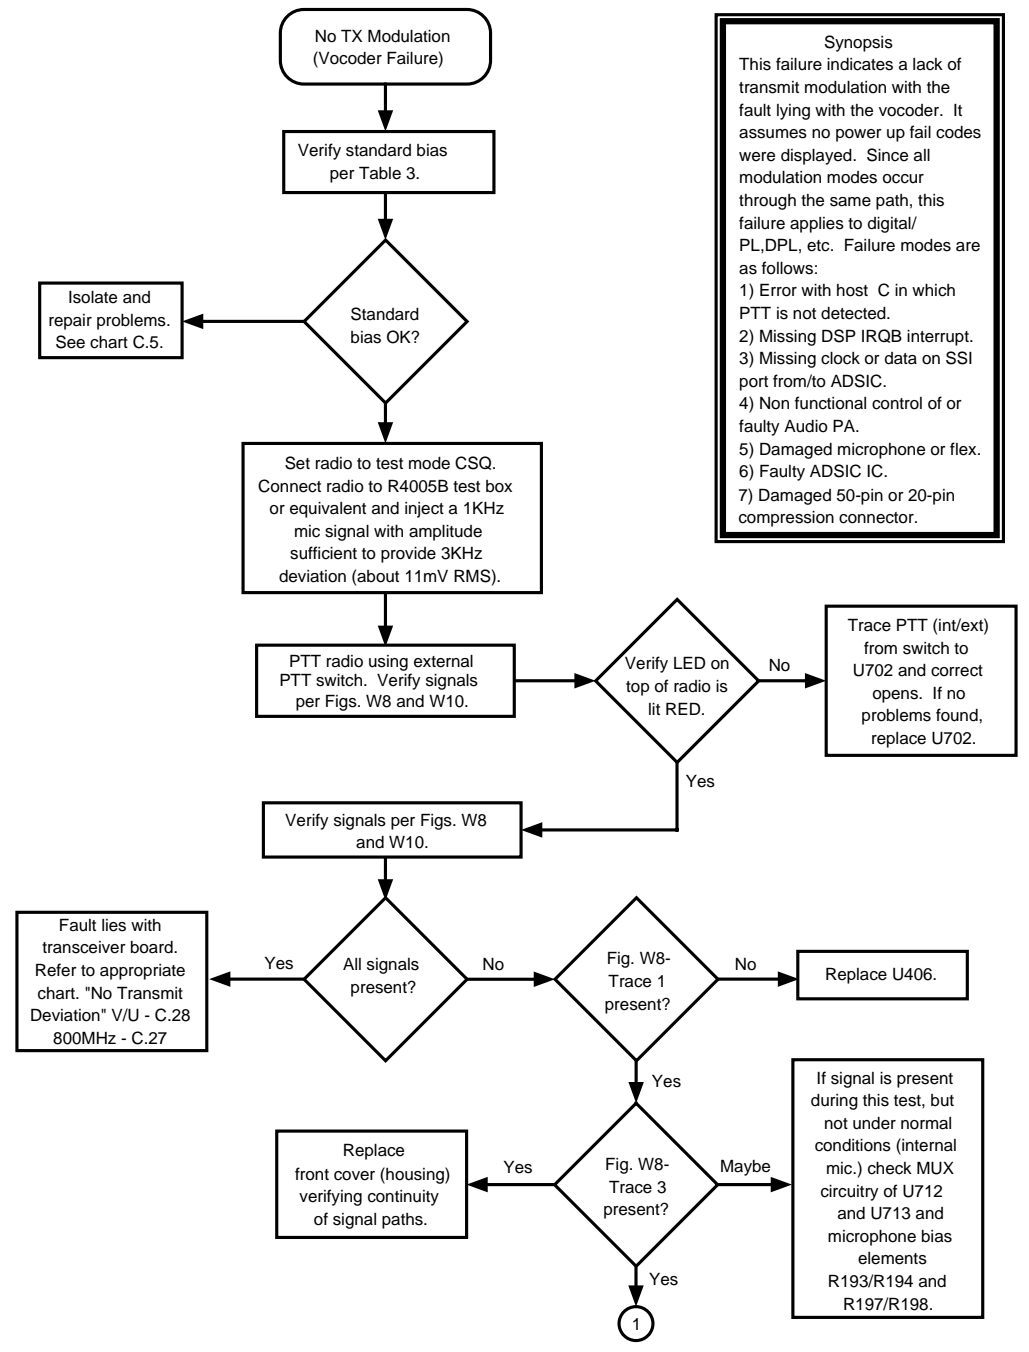 No TX Modulation
(Vocoder Failure)
Verify standard bias
per Table 3.
Standard
bias OK?
Isolate and
repair problems.
See chart C.5.
Synopsis
This failure indicates a lack of
transmit modulation with the
fault lying with the vocoder. It
assumes no power up fail codes
were displayed. Since all
modulation modes occur
through the same path, this
failure applies to digital/
PL,DPL, etc. Failure modes are
as follows:
1) Error with host C in which
PTT is not detected.
2) Missing DSP IRQB interrupt.
3) Missing clock or data on SSI
port from/to ADSIC.
4) Non functional control of or
faulty Audio PA.
5) Damaged microphone or flex.
6) Faulty ADSIC IC.
7) Damaged 50-pin or 20-pin
compression connector.
Set radio to test mode CSQ.
Connect radio to R4005B test box
or equivalent and inject a 1KHz
mic signal with amplitude
sufficient to provide 3KHz
deviation (about 11mV RMS).
PTT radio using external
PTT switch. Verify signals
per Figs. W8 and W10.
Verify LED on
top of radio is
lit RED.
No
Trace PTT (int/ext)
from switch to
U702 and correct
opens. If no
problems found,
replace U702.
Yes
Verify signals per Figs. W8
and W10.
All signals
present?
Yes
Fault lies with
transceiver board.
Refer to appropriate
chart. "No Transmit
Deviation" V/U - C.28
800MHz - C.27
No
Fig. W8-
Trace 1
present?
No
Replace U406.
Yes
Fig. W8-
Trace 3
present?
Yes
Replace
front cover (housing)
verifying continuity
of signal paths.
Maybe
If signal is present
during this test, but
not under normal
conditions (internal
mic.) check MUX
circuitry of U712
and U713 and
microphone bias
elements
R193/R194 and
R197/R198.
Yes
1